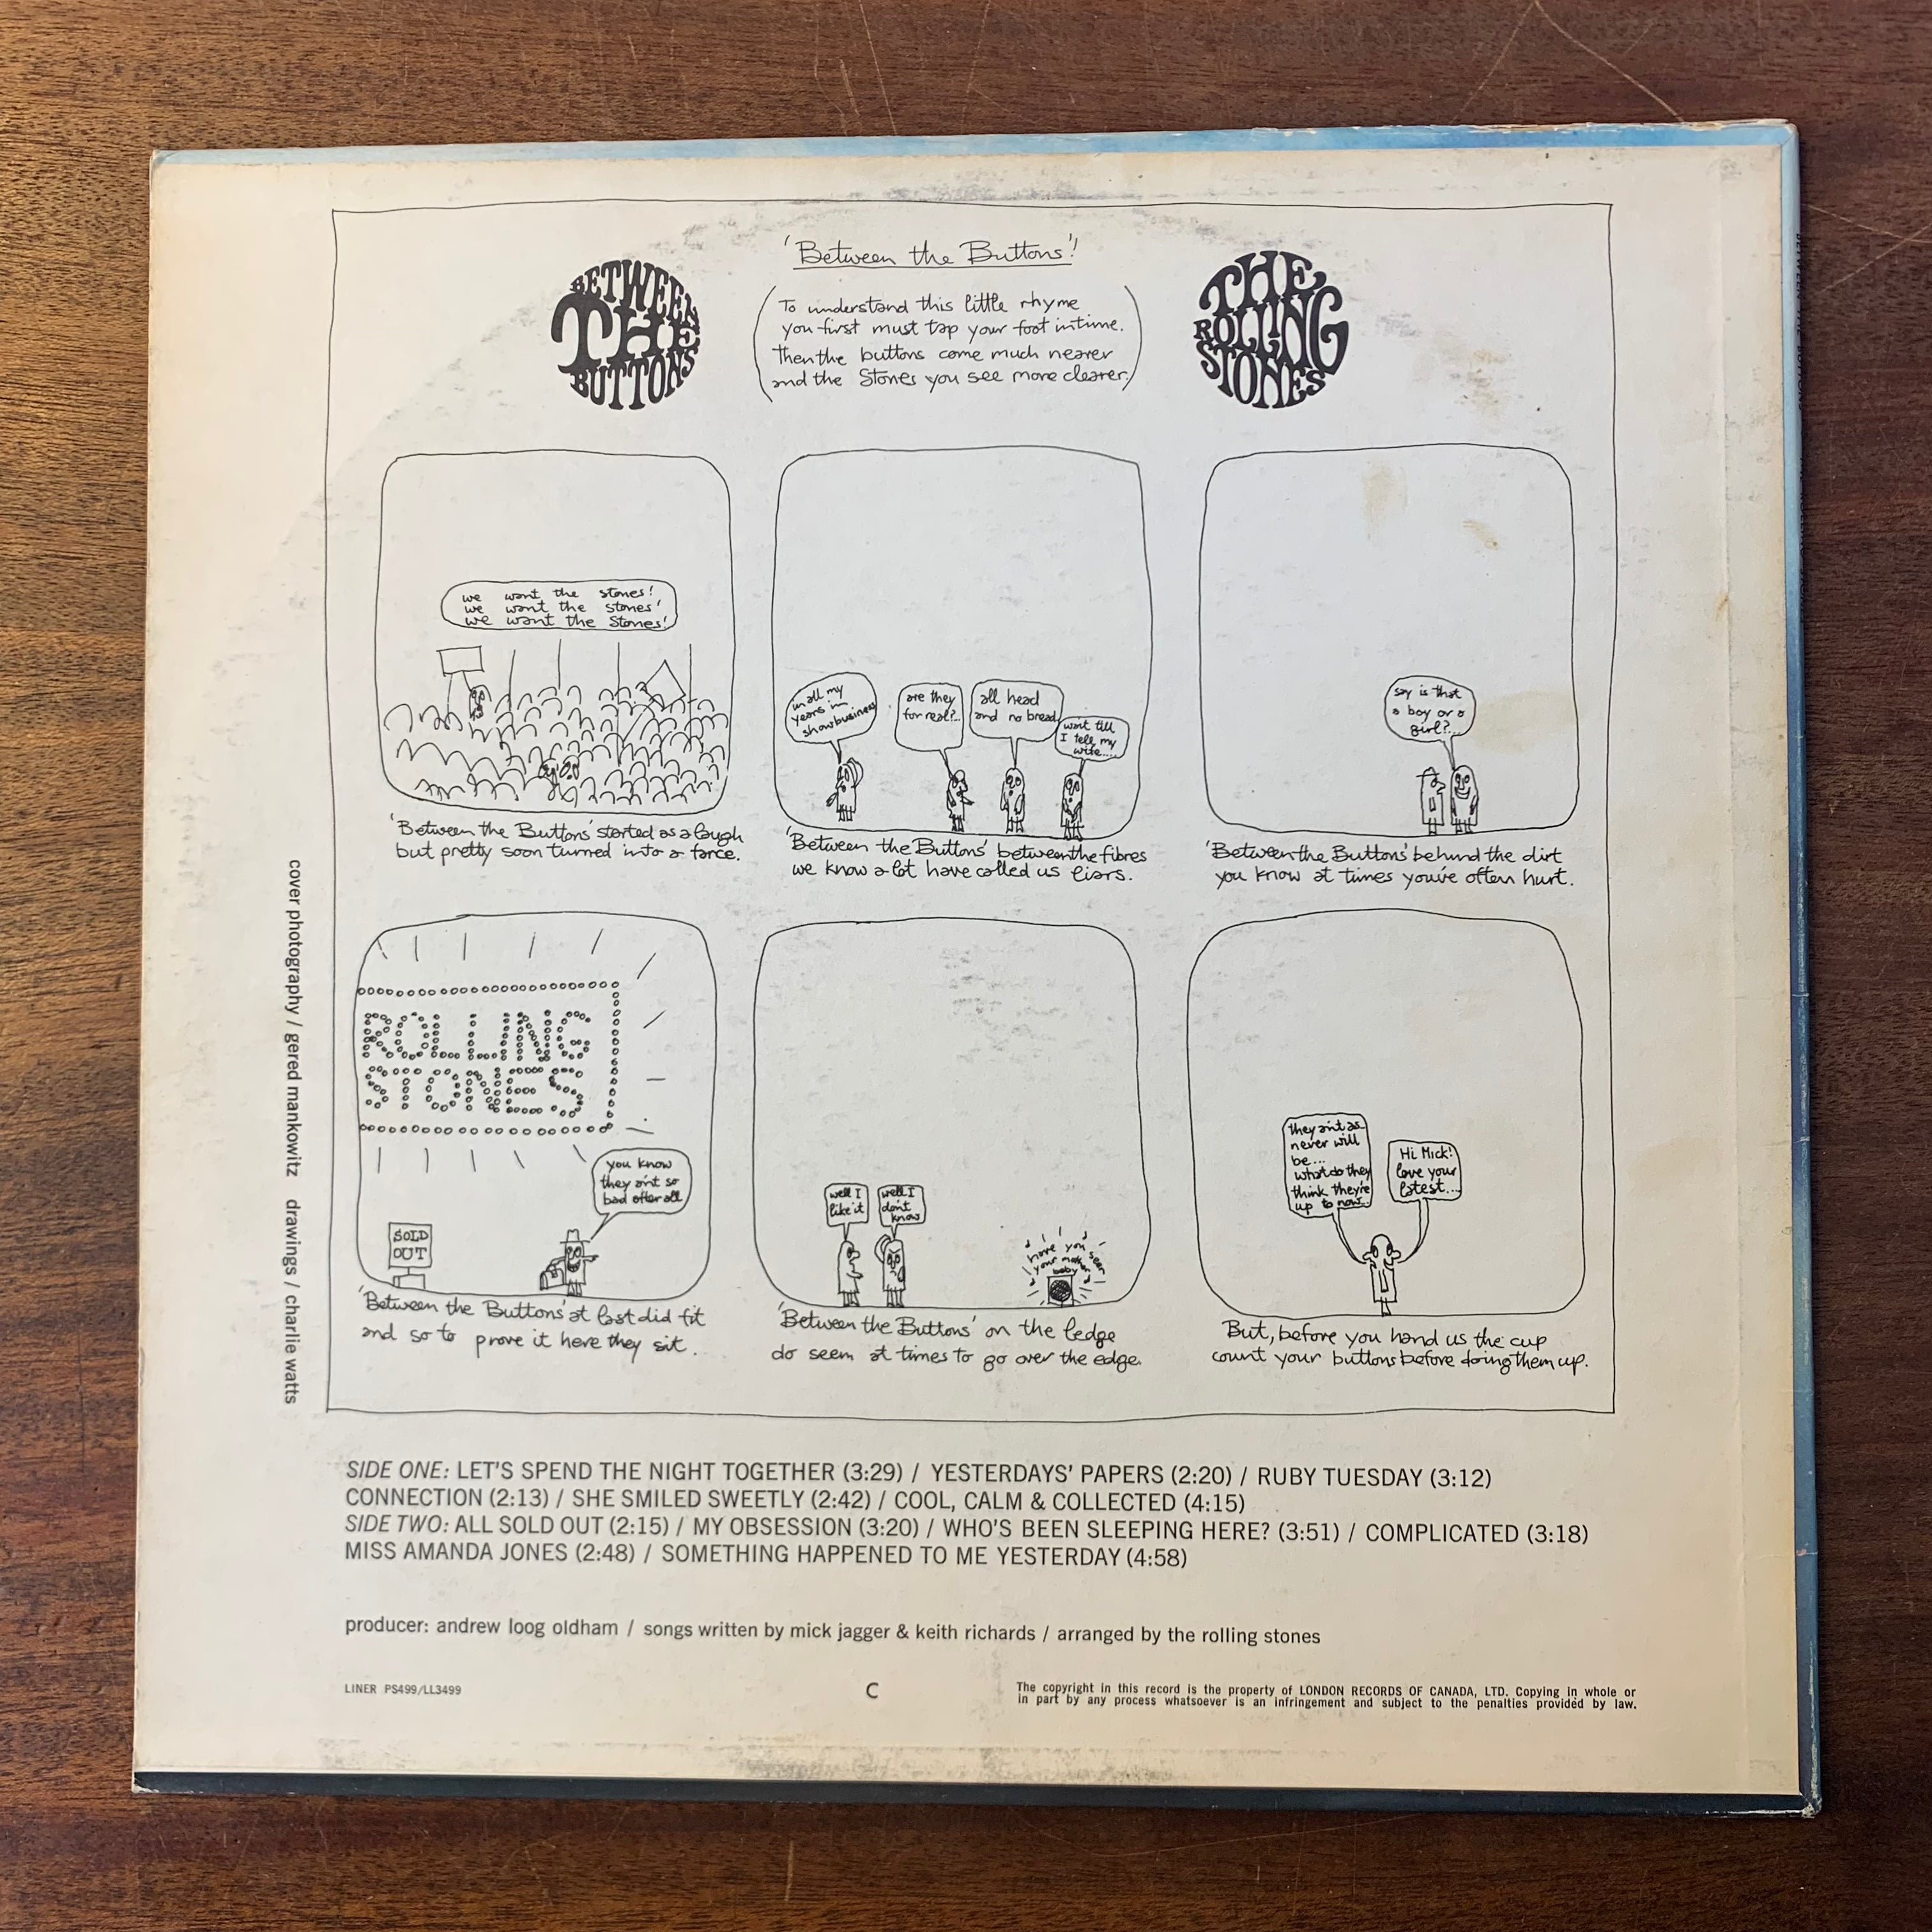 'Between the Buttons'!
BETWEEN
THE
BUTTONS
(To understand this little rhyme
you first must tap your foot in time.
then the buttons come much nearer
and the Stones you see more clearer.)
THE
ROLLING
STONES
we want the stones!
we want the stones!
we want the Stones!
'Between the Buttons' started as a laugh
but pretty soon turned into a farce.
in all my
years in
showbusiness
are they
for real?...
all head
and no bread
wait till
I tell my
wife....
'Between the Buttons' between the fibres
we know a lot have called us liars.
say is that
a boy or a
girl?...
'Between the Buttons' behind the dirt
you know at times you've often hurt.
ROLLING
STONES
you know
they ain't so
bad after all
SOLD
OUT
'Between the Buttons' at last did fit
and so to prove it here they sit.
well I
like it
well I
don't
know
have you seen
your mother
baby
'Between the Buttons' on the ledge
do seem at times to go over the edge.
they ain't as
never will
be...
what do they
think they're
up to now..
Hi Mick!
love your
latest...
But, before you hand us the cup
count your buttons before doing them up.
cover photography / gered mankowitz drawings / charlie watts
SIDE ONE: LET'S SPEND THE NIGHT TOGETHER (3:29) / YESTERDAYS' PAPERS (2:20) / RUBY TUESDAY (3:12)
CONNECTION (2:13) / SHE SMILED SWEETLY (2:42) / COOL, CALM & COLLECTED (4:15)
SIDE TWO: ALL SOLD OUT (2:15) / MY OBSESSION (3:20) / WHO'S BEEN SLEEPING HERE? (3:51) / COMPLICATED (3:18)
MISS AMANDA JONES (2:48) / SOMETHING HAPPENED TO ME YESTERDAY (4:58)
producer: andrew loog oldham / songs written by mick jagger & keith richards / arranged by the rolling stones
LINER PS499/LL3499
C
The copyright in this record is the property of LONDON RECORDS OF CANADA, LTD. Copying in whole or
in part by any process whatsoever is an infringement and subject to the penalties provided by law.